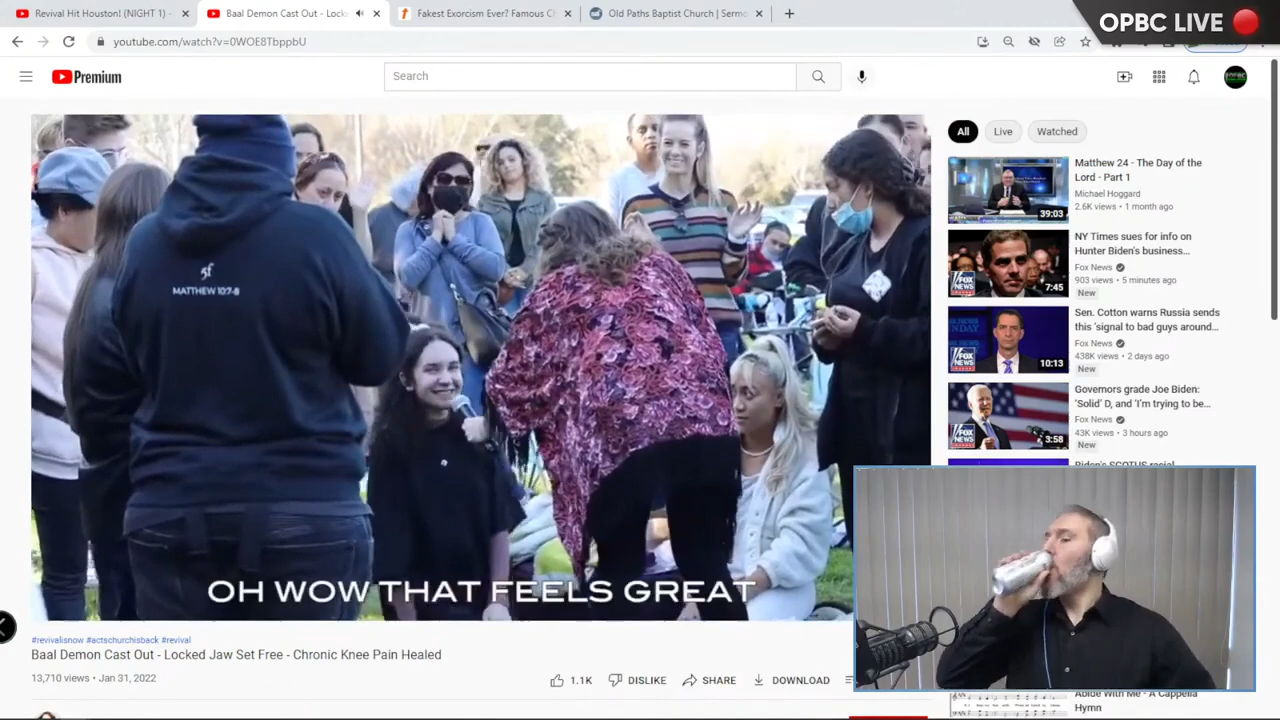 Revival Hit Houston! (NIGHT 1) -
Baal Demon Cast Out - Lock
Fakest Exorcism Ever? Famous C
Old Paths Baptist Church | Sermo
OPBC LIVE
youtube.com/watch?v=0WOE8TbppbU
Premium
Search
All
Live
Watched
5f
MATTHEW 10:7-8
OH WOW THAT FEELS GREAT
Matthew 24 - The Day of the
Lord - Part 1
Michael Hoggard
2.6K views • 1 month ago
39:03
NY Times sues for info on
Hunter Biden's business...
Fox News
903 views • 5 minutes ago
New
7:45
Sen. Cotton warns Russia sends
this 'signal to bad guys around...
Fox News
438K views • 2 days ago
New
10:13
Governors grade Joe Biden:
'Solid' D, and 'I'm trying to be...
Fox News
43K views • 3 hours ago
New
3:58
Biden's SCOTUS racial
#revivalisnow #actschurchisback #revival
Baal Demon Cast Out - Locked Jaw Set Free - Chronic Knee Pain Healed
13,710 views • Jan 31, 2022
1.1K
DISLIKE
SHARE
DOWNLOAD
Abide With Me - A Cappella
Hymn